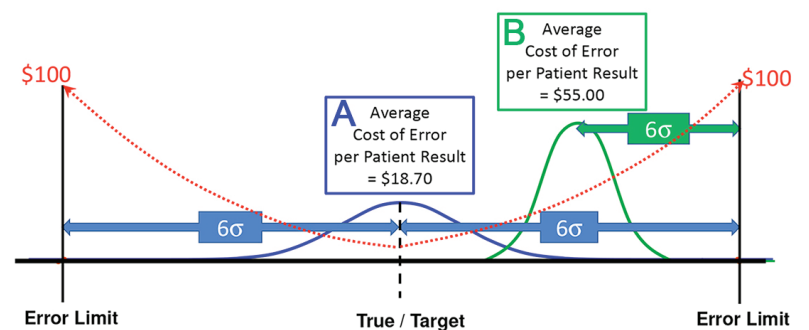 B Average
Cost of Error
per Patient Result
= $55.00
$100
$100
A Average
Cost of Error
per Patient Result
= $18.70
6σ
6σ
6σ
Error Limit
True / Target
Error Limit